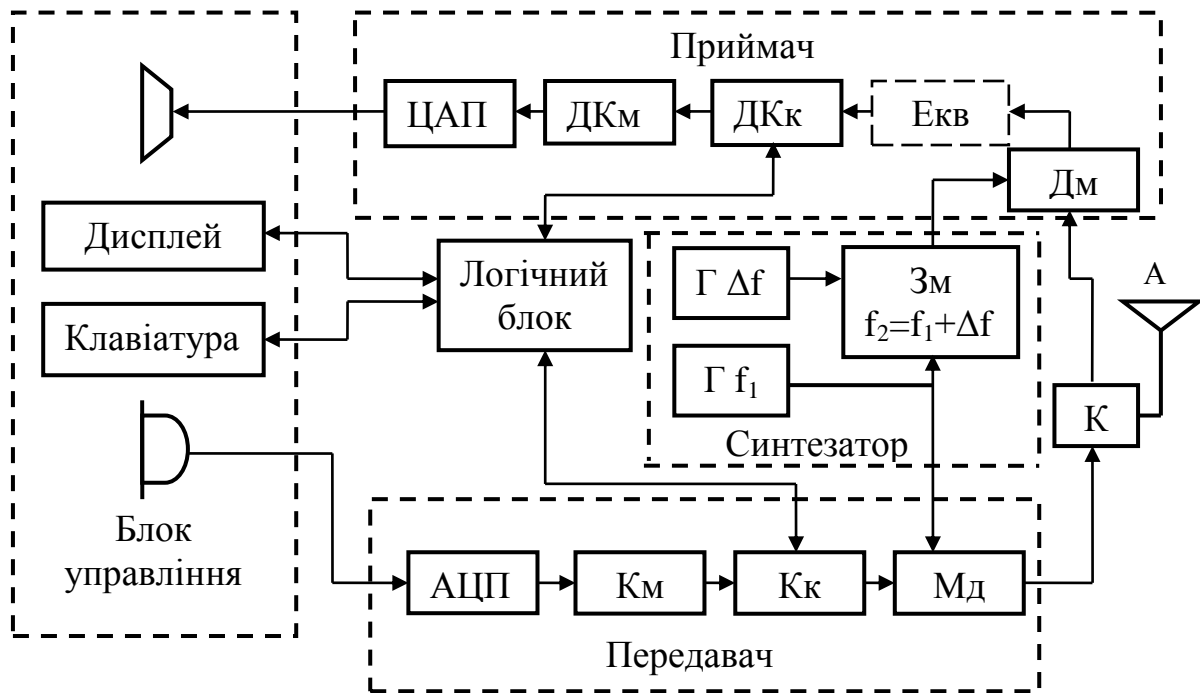 Приймач
ЦАП
ДКм
ДКк
Екв
Дм
Дисплей
Клавіатура
Логічний
блок
Г Δf
Зм
f₂=f₁+Δf
Г f₁
Синтезатор
А
К
Блок
управління
АЦП
Км
Кк
Мд
Передавач